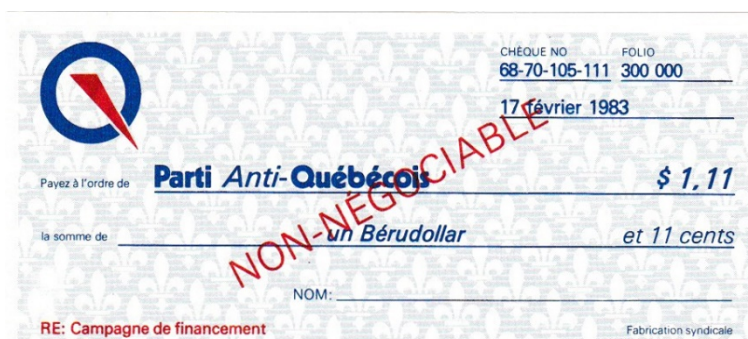 CHÈQUE NO FOLIO
68-70-105-111 300 000
17 février 1983
Payez à l'ordre de Parti Anti-Québécois $ 1,11
la somme de un Bérudollar et 11 cents
NON-NÉGOCIABLE
NOM:
RE: Campagne de financement Fabrication syndicale